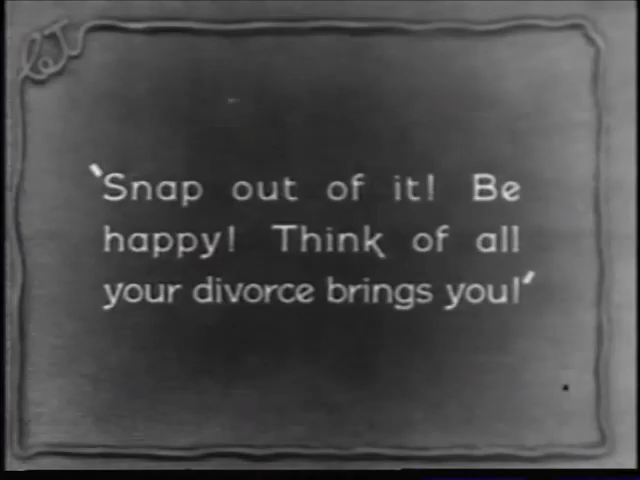 'Snap out of it! Be
happy! Think of all
your divorce brings you!'